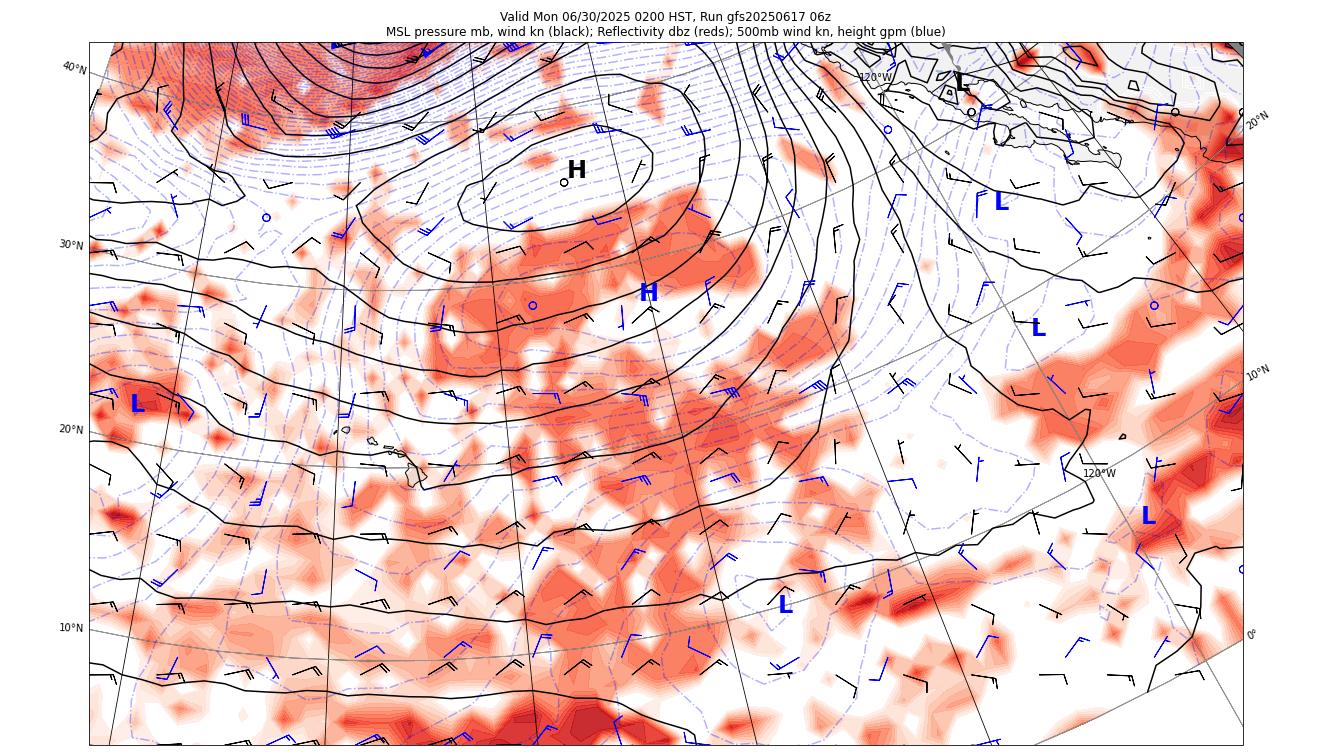 Valid Mon 06/30/2025 0200 HST, Run gfs20250617 06z
MSL pressure mb, wind kn (black); Reflectivity dbz (reds); 500mb wind kn, height gpm (blue)
40°N
120°W
L
20°N
H
L
30°N
H
L
10°N
L
20°N
120°W
L
L
10°N
0°